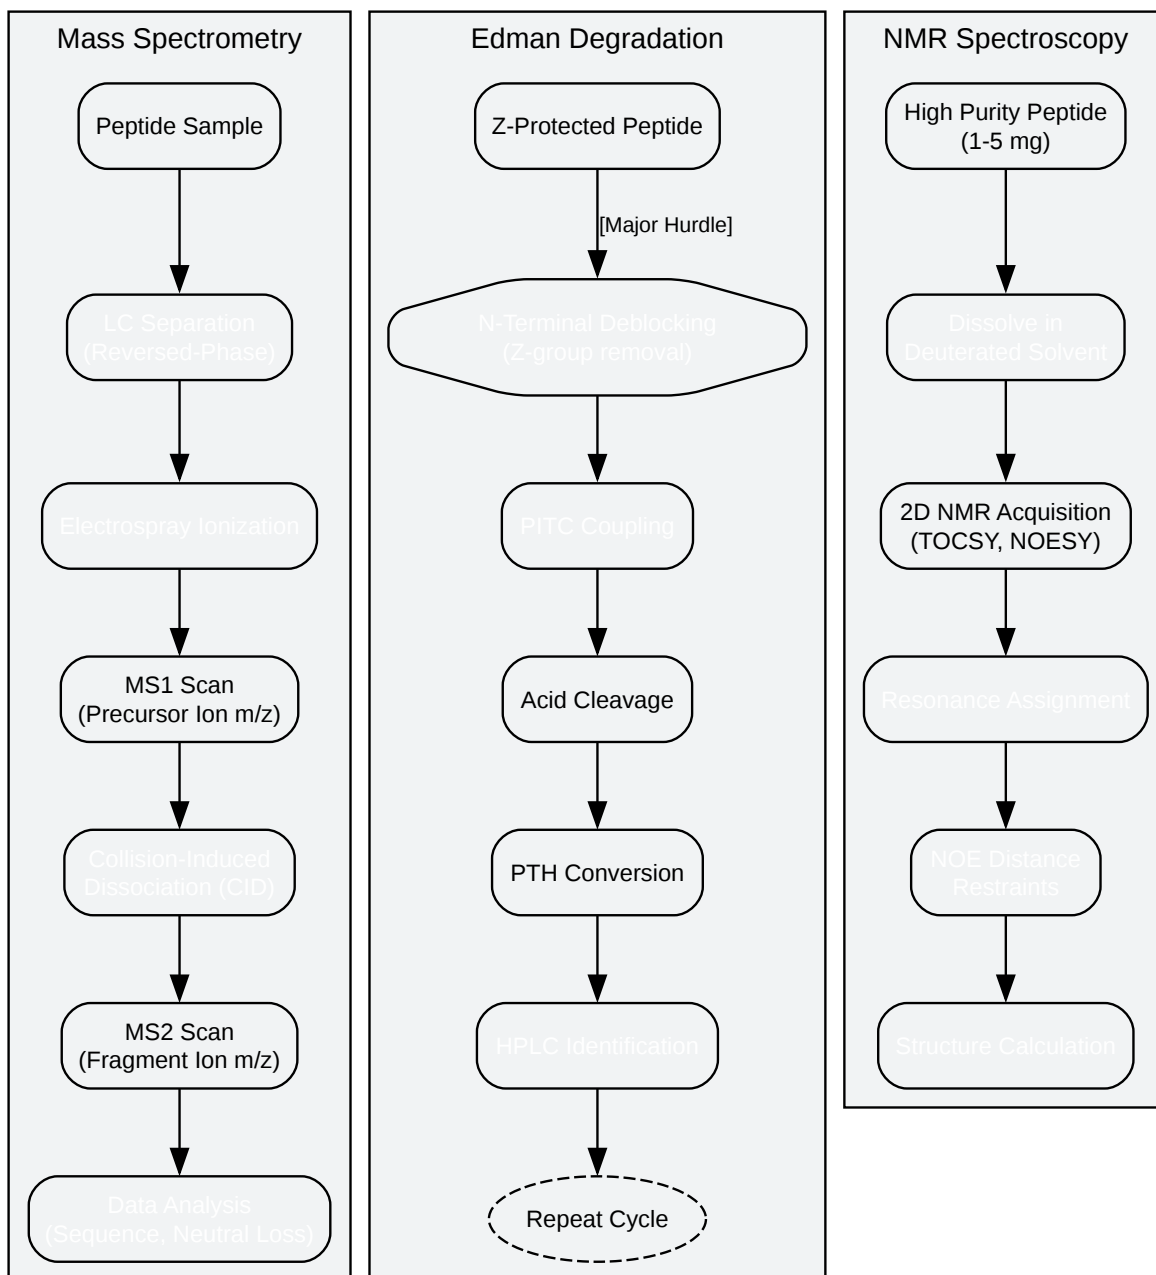 Mass Spectrometry
Peptide Sample
LC Separation
(Reversed-Phase)
Electrospray Ionization
MS1 Scan
(Precursor Ion m/z)
Collision-Induced
Dissociation (CID)
MS2 Scan
(Fragment Ion m/z)
Data Analysis
(Sequence, Neutral Loss)
Edman Degradation
Z-Protected Peptide
[Major Hurdle]
N-Terminal Deblocking
(Z-group removal)
PITC Coupling
Acid Cleavage
PTH Conversion
HPLC Identification
Repeat Cycle
NMR Spectroscopy
High Purity Peptide
(1-5 mg)
Dissolve in
Deuterated Solvent
2D NMR Acquisition
(TOCSY, NOESY)
Resonance Assignment
NOE Distance
Restraints
Structure Calculation